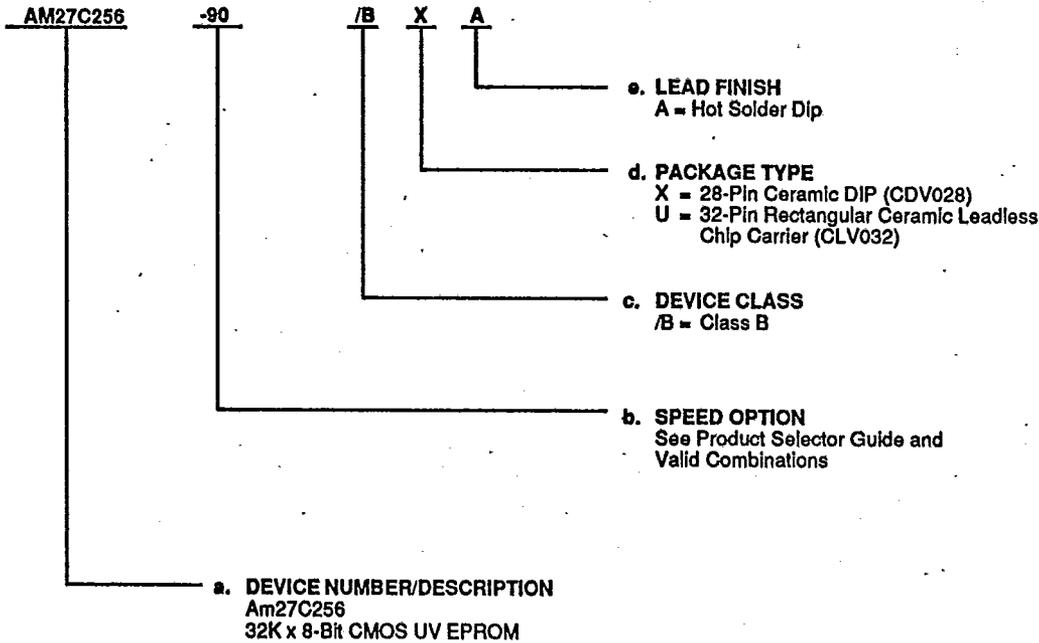 AM27C256 -90 /B X A
e. LEAD FINISH
A = Hot Solder Dip
d. PACKAGE TYPE
X = 28-Pin Ceramic DIP (CDV028)
U = 32-Pin Rectangular Ceramic Leadless
Chip Carrier (CLV032)
c. DEVICE CLASS
/B = Class B
b. SPEED OPTION
See Product Selector Guide and
Valid Combinations
a. DEVICE NUMBER/DESCRIPTION
Am27C256
32K x 8-Bit CMOS UV EPROM